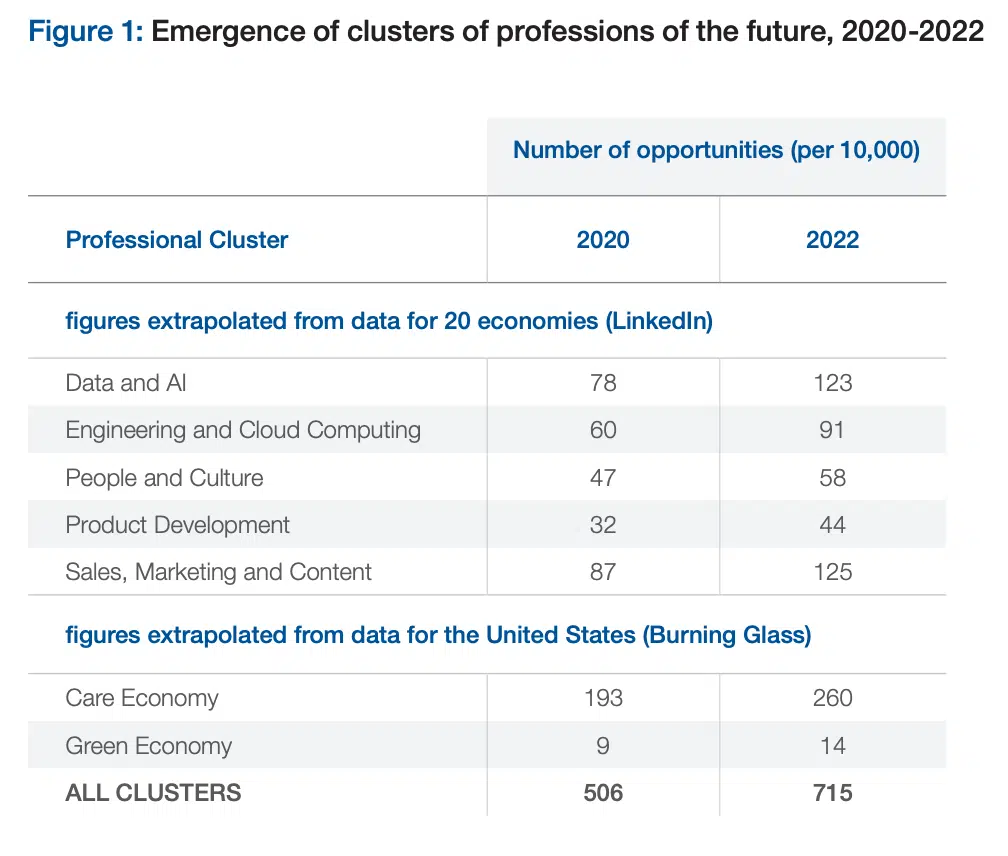 Figure 1: Emergence of clusters of professions of the future, 2020-2022
Number of opportunities (per 10,000)
Professional Cluster 2020 2022
figures extrapolated from data for 20 economies (LinkedIn)
Data and AI 78 123
Engineering and Cloud Computing 60 91
People and Culture 47 58
Product Development 32 44
Sales, Marketing and Content 87 125
figures extrapolated from data for the United States (Burning Glass)
Care Economy 193 260
Green Economy 9 14
ALL CLUSTERS 506 715